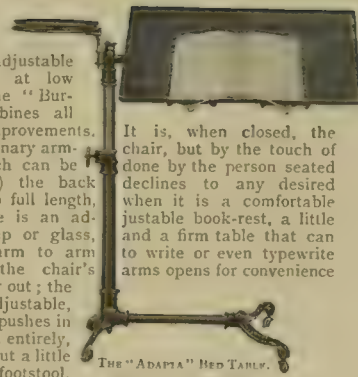 adjustable
at low
"Bur-
bines all
provements.
nary arm-
ch can be
) the back
full length,
e is an ad-
p or glass,
arm to arm
the chair's
out; the
djustable,
pushes in
entirely,
ut a little
footstool.
It is, when closed, the
chair, but by the touch of
done by the person seated
declines to any desired
when it is a comfortable
justable book-rest, a little
and a firm table that can
to write or even typewrite
arms opens for convenience
THE "ADAPTA" BED TABLE.